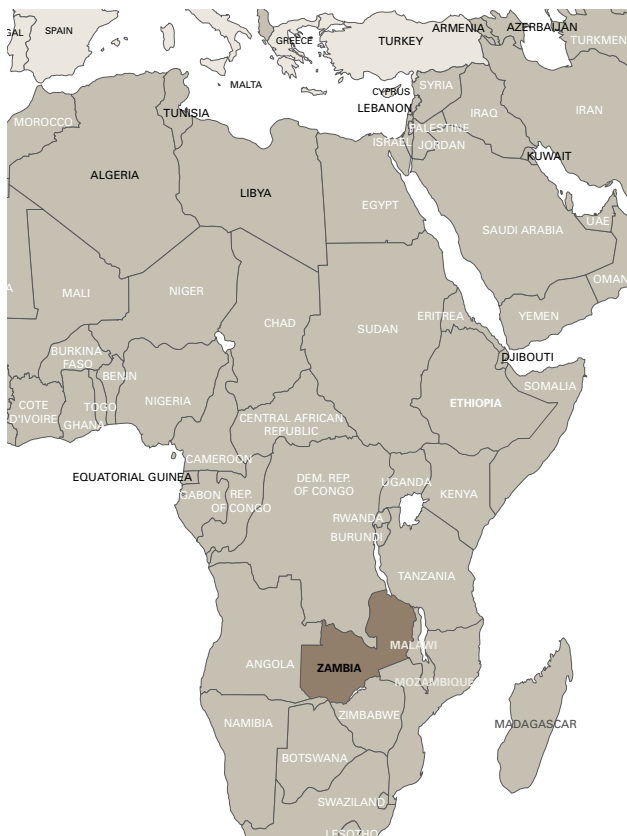 GAL
SPAIN
GREECE
TURKEY
ARMENIA
AZERBAIJAN
TURKMEN
MALTA
CYPRUS
SYRIA
LEBANON
TUNISIA
MOROCCO
PALESTINE
IRAQ
IRAN
ISRAEL
JORDAN
KUWAIT
ALGERIA
LIBYA
EGYPT
SAUDI ARABIA
UAE
OMAN
A
MALI
NIGER
CHAD
SUDAN
ERITREA
YEMEN
DJIBOUTI
BURKINA
FASO
BENIN
SOMALIA
COTE
D'IVOIRE
GHANA
TOGO
NIGERIA
ETHIOPIA
CENTRAL AFRICAN
REPUBLIC
CAMEROON
EQUATORIAL GUINEA
GABON
REP.
OF CONGO
DEM. REP.
OF CONGO
UGANDA
KENYA
RWANDA
BURUNDI
TANZANIA
ANGOLA
ZAMBIA
MALAWI
MOZAMBIQUE
NAMIBIA
ZIMBABWE
MADAGASCAR
BOTSWANA
SWAZILAND
LESOTHO